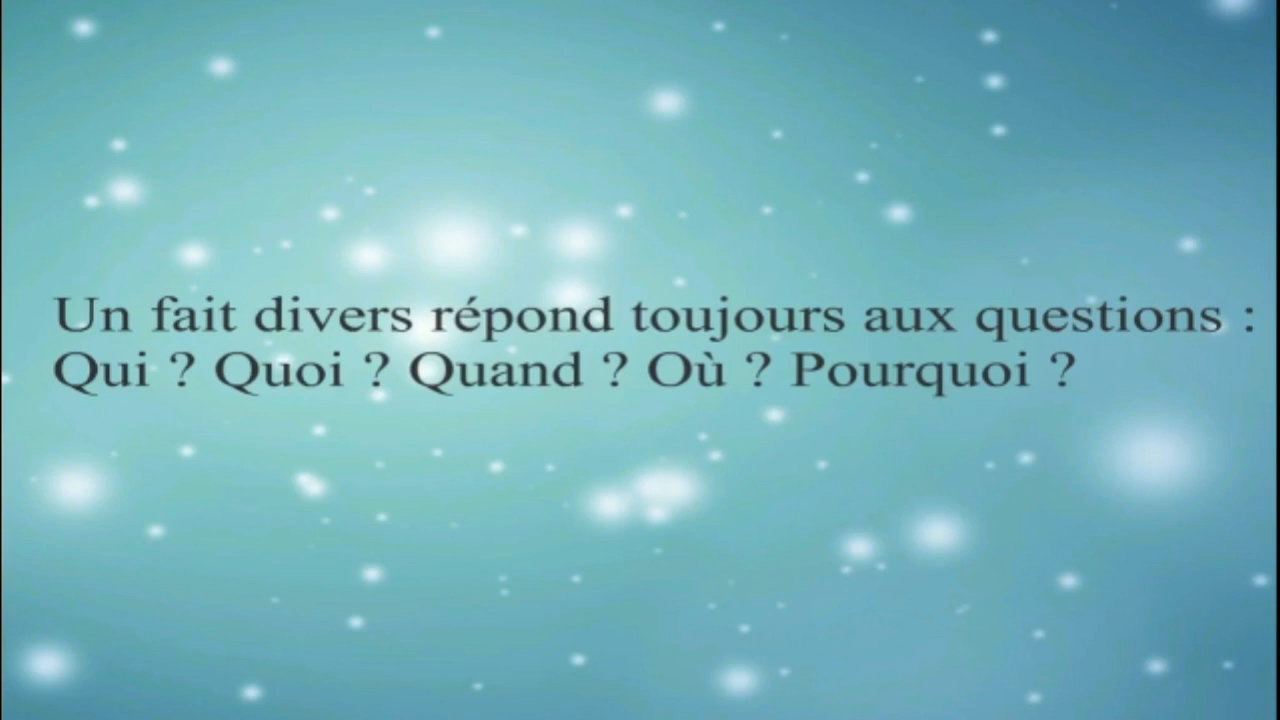 Un fait divers répond toujours aux questions :
Qui ? Quoi ? Quand ? Où ? Pourquoi ?